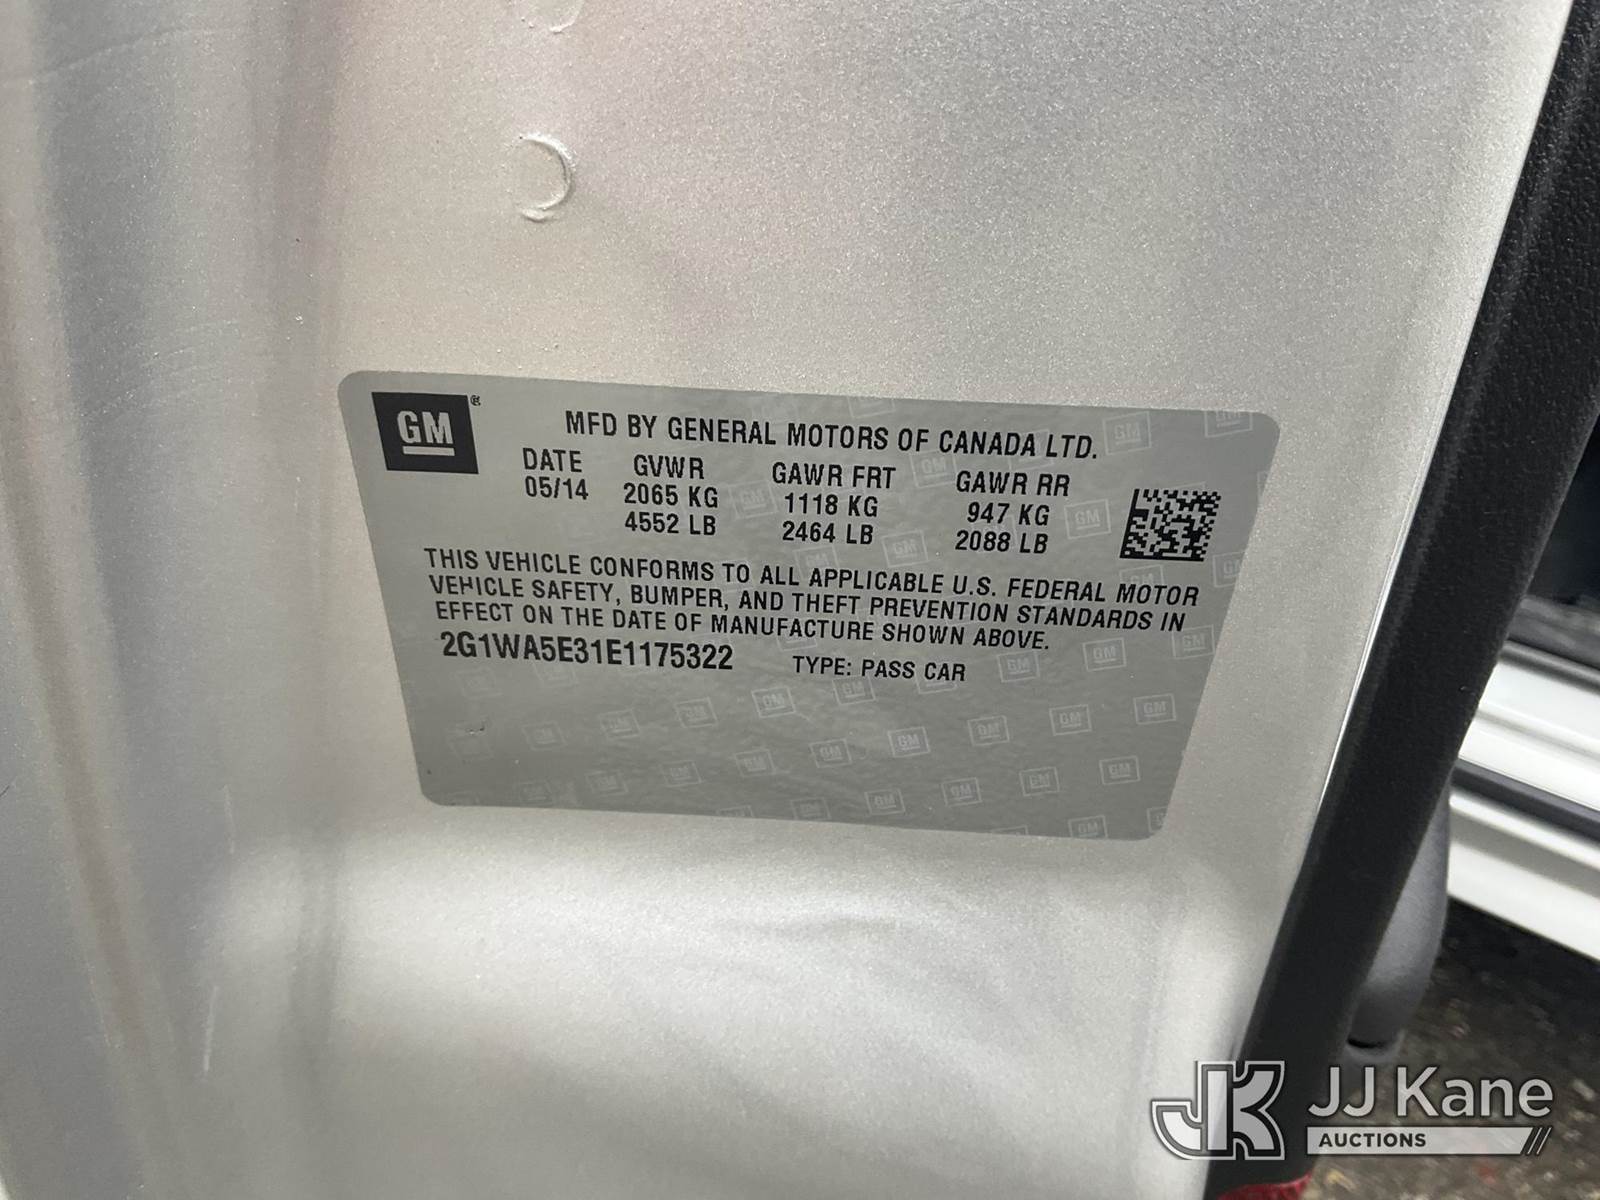 GM®
MFD BY GENERAL MOTORS OF CANADA LTD.
DATE GVWR GAWR FRT GAWR RR
05/14 2065 KG 1118 KG 947 KG
4552 LB 2464 LB 2088 LB
THIS VEHICLE CONFORMS TO ALL APPLICABLE U.S. FEDERAL MOTOR
VEHICLE SAFETY, BUMPER, AND THEFT PREVENTION STANDARDS IN
EFFECT ON THE DATE OF MANUFACTURE SHOWN ABOVE.
2G1WA5E31E1175322 TYPE: PASS CAR
JK JJ Kane
AUCTIONS